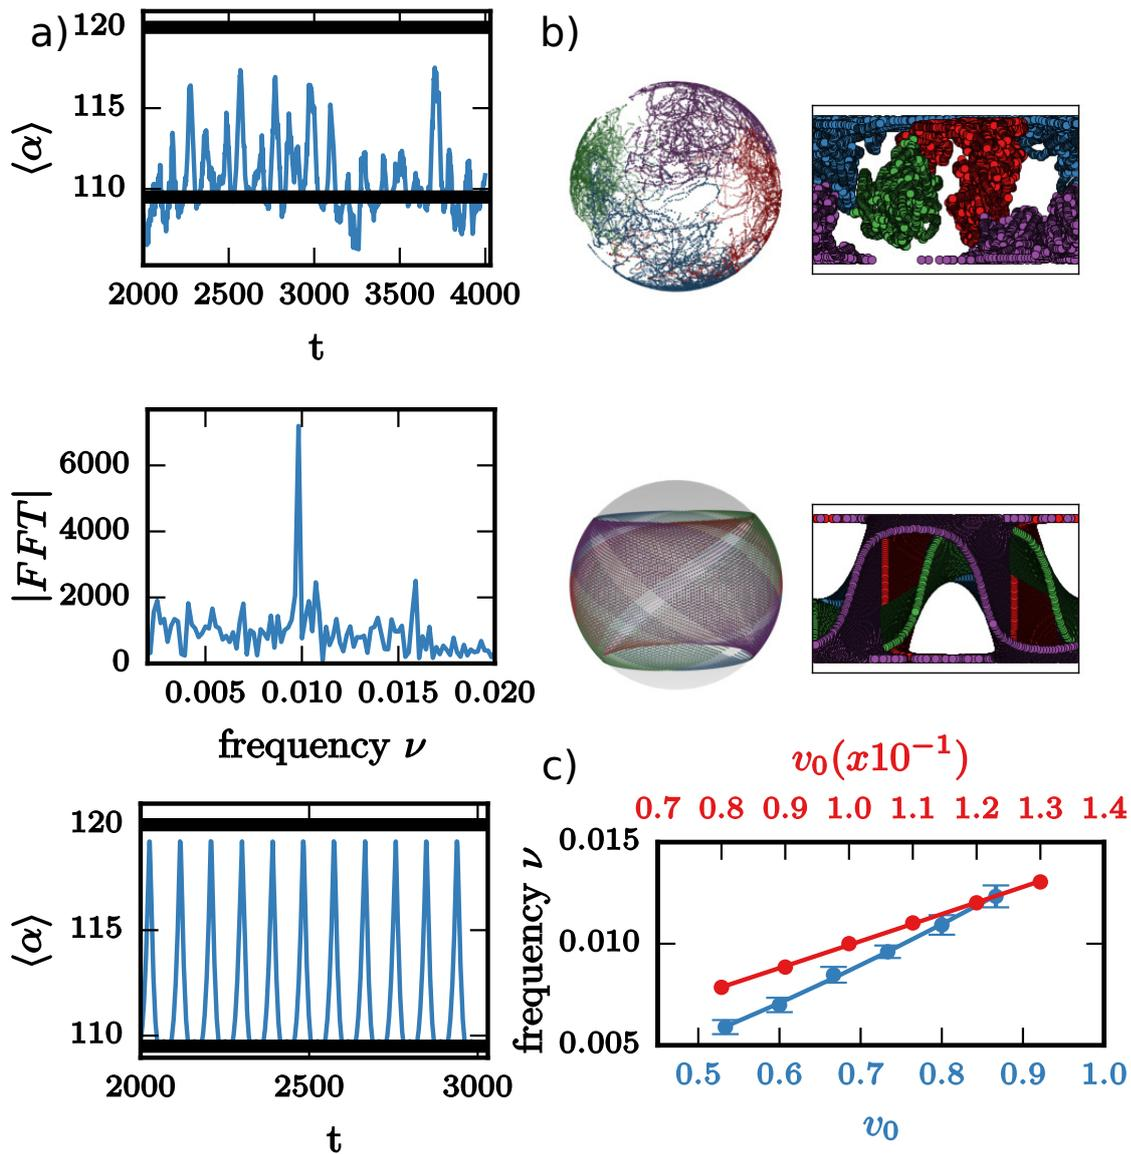 a)
120
115
110
⟨α⟩
2000 2500 3000 3500 4000
t
b)
6000
4000
2000
0
|FFT|
0.005 0.010 0.015 0.020
frequency ν
120
115
110
⟨α⟩
2000 2500 3000
t
c)
v₀(x10⁻¹)
0.7 0.8 0.9 1.0 1.1 1.2 1.3 1.4
0.015
0.010
0.005
frequency ν
0.5 0.6 0.7 0.8 0.9 1.0
v₀